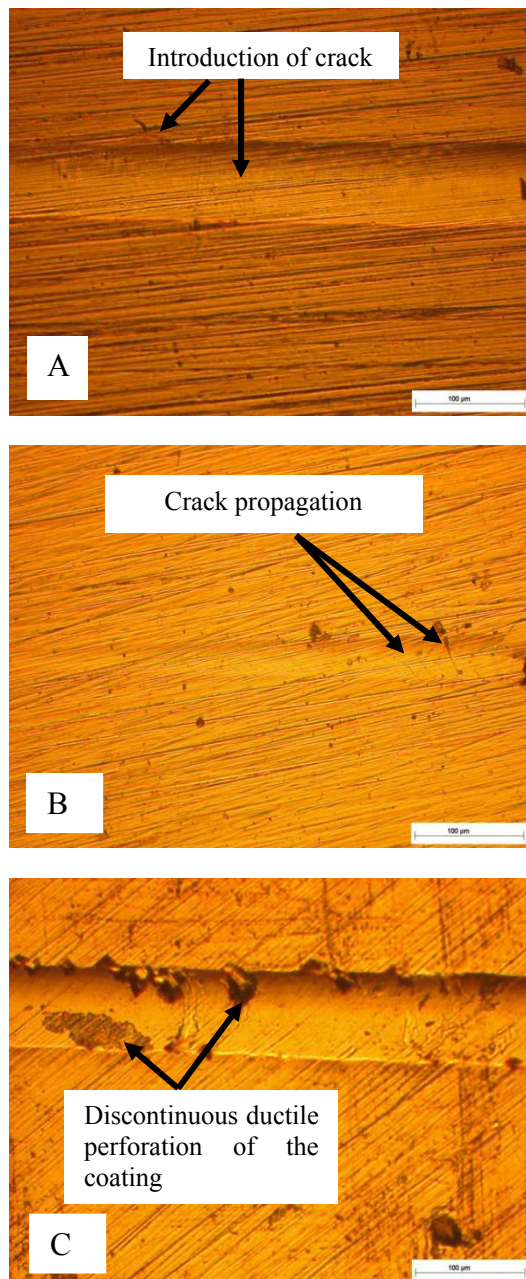 Introduction of crack
A
100 µm
Crack propagation
B
100 µm
Discontinuous ductile
perforation of the
coating
C
100 µm